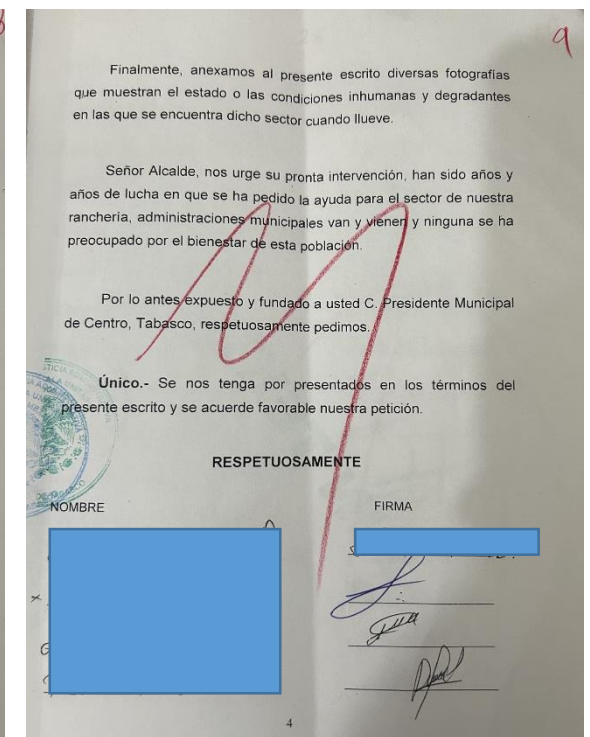 9
Finalmente, anexamos al presente escrito diversas fotografías
que muestran el estado o las condiciones inhumanas y degradantes
en las que se encuentra dicho sector cuando llueve.
Señor Alcalde, nos urge su pronta intervención, han sido años y
años de lucha en que se ha pedido la ayuda para el sector de nuestra
ranchería, administraciones municipales van y vienen y ninguna se ha
preocupado por el bienestar de esta población.
Por lo antes expuesto y fundado a usted C. Presidente Municipal
de Centro, Tabasco, respetuosamente pedimos.
Único.- Se nos tenga por presentados en los términos del
presente escrito y se acuerde favorable nuestra petición.
RESPETUOSAMENTE
NOMBRE FIRMA
4